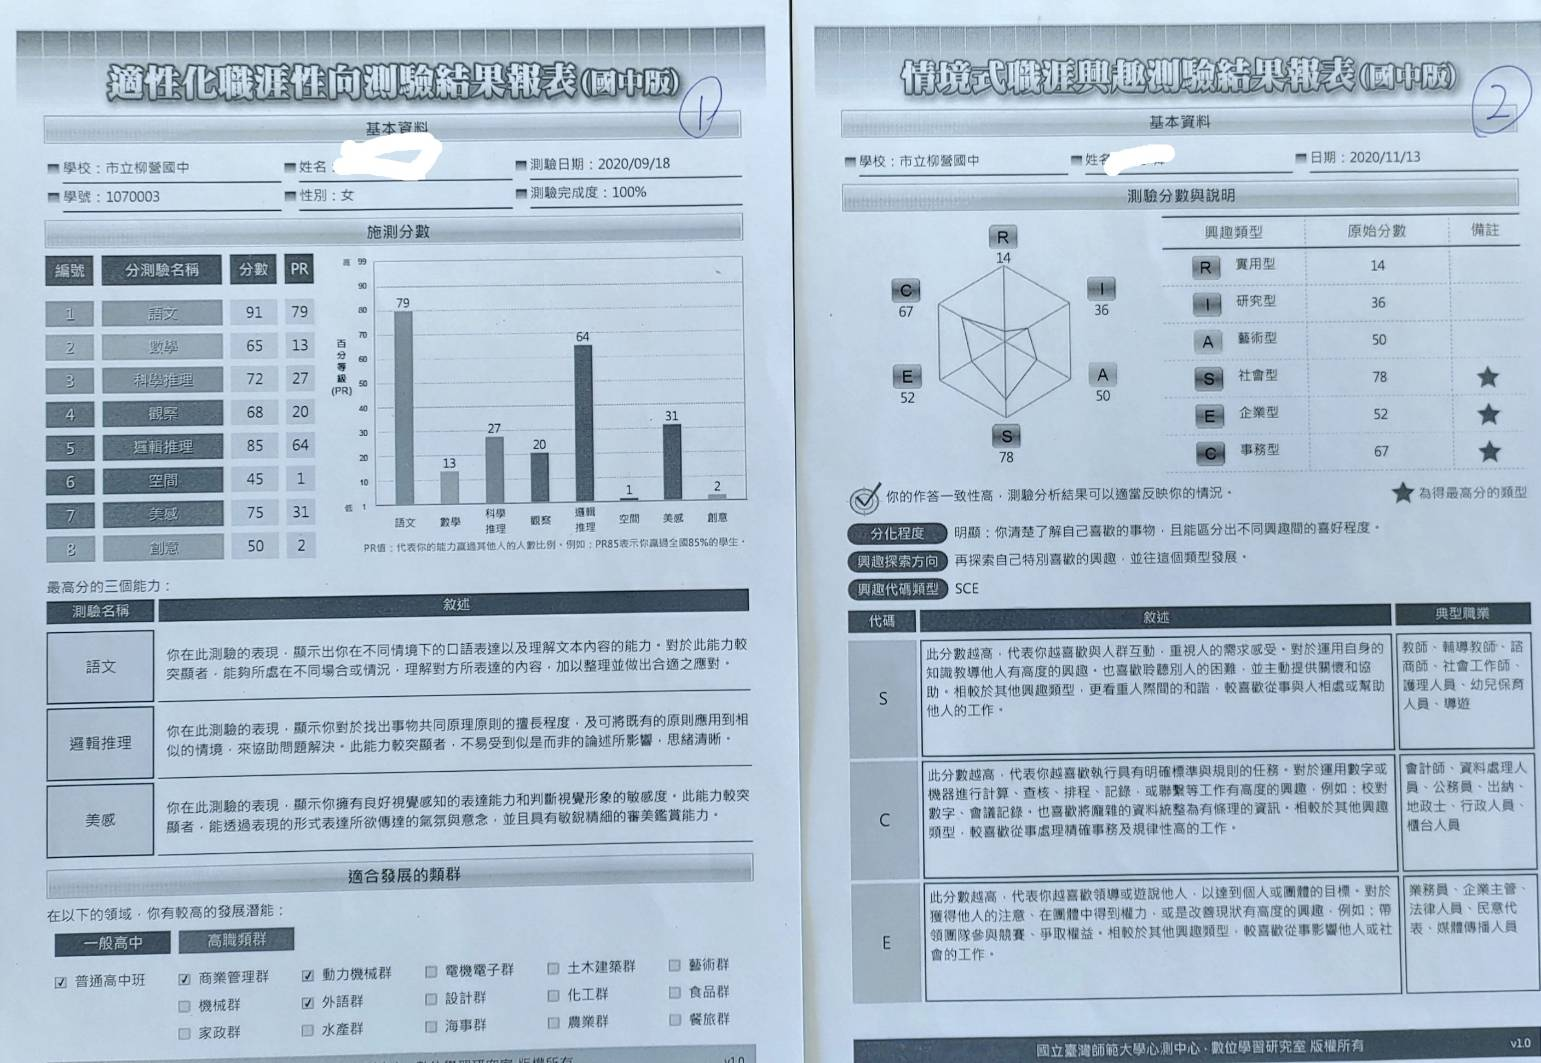 適性化職涯性向測驗結果報表(國中版)
1
基本資料
學校：市立柳營國中
姓名：
測驗日期：2020/09/18
學號：1070003
性別：女
測驗完成度：100%
施測分數
編號 分測驗名稱 分數 PR
1 語文 91 79
2 數學 65 13
3 科學推理 72 27
4 觀察 68 20
5 邏輯推理 85 64
6 空間 45 1
7 美感 75 31
8 創意 50 2
高 99
90
80
70
60
50
40
30
20
10
低 1
百分等級(PR)
79
13
27
20
64
1
31
2
語文 數學 科學推理 觀察 邏輯推理 空間 美感 創意
PR值：代表你的能力贏過其他人的人數比例。例如：PR85表示你贏過全國85%的學生。
最高分的三個能力：
測驗名稱 敘述
語文
你在此測驗的表現，顯示出你在不同情境下的口語表達以及理解文本內容的能力。對於此能力較
突顯者，能夠所處在不同場合或情況，理解對方所表達的內容，加以整理並做出合適之應對。
邏輯推理
你在此測驗的表現，顯示你對於找出事物共同原理原則的擅長程度，及可將既有的原則應用到相
似的情境，來協助問題解決。此能力較突顯者，不易受到似是而非的論述所影響，思緒清晰。
美感
你在此測驗的表現，顯示你擁有良好視覺感知的表達能力和判斷視覺形象的敏感度。此能力較突
顯者，能透過表現的形式表達所欲傳達的氣氛與意念，並且具有敏銳精細的審美鑑賞能力。
適合發展的類群
在以下的領域，你有較高的發展潛能：
一般高中 高職類群
普通高中班 商業管理群 動力機械群 電機電子群 土木建築群 藝術群
機械群 外語群 設計群 化工群 食品群
家政群 水產群 海事群 農業群 餐旅群
版權所有
v1.0
情境式職涯興趣測驗結果報表(國中版)
2
基本資料
學校：市立柳營國中
姓名
日期：2020/11/13
測驗分數與說明
R
14
I
36
A
50
S
78
E
52
C
67
興趣類型 原始分數 備註
R 實用型 14
I 研究型 36
A 藝術型 50
S 社會型 78 ★
E 企業型 52 ★
C 事務型 67 ★
你的作答一致性高，測驗分析結果可以適當反映你的情況。
★為得最高分的類型
分化程度 明顯：你清楚了解自己喜歡的事物，且能區分出不同興趣間的喜好程度。
興趣探索方向 再探索自己特別喜歡的興趣，並往這個類型發展。
興趣代碼類型 SCE
代碼 敘述 典型職業
S
此分數越高，代表你越喜歡與人群互動，重視人的需求感受。對於運用自身的
知識教導他人有高度的興趣。也喜歡聆聽別人的困難，並主動提供關懷和協
助。相較於其他興趣類型，更看重人際間的和諧，較喜歡從事與人相處或幫助
他人的工作。
教師、輔導教師、諮
商師、社會工作師、
護理人員、幼兒保育
人員、導遊
C
此分數越高，代表你越喜歡執行具有明確標準與規則的任務。對於運用數字或
機器進行計算、查核、排程、記錄，或聯繫等工作有高度的興趣，例如：校對
數字、會議記錄。也喜歡將龐雜的資料統整為有條理的資訊。相較於其他興趣
類型，較喜歡從事處理精確事務及規律性高的工作。
會計師、資料處理人
員、公務員、出納、
地政士、行政人員、
櫃台人員
E
此分數越高，代表你越喜歡領導或遊說他人，以達到個人或團體的目標。對於
獲得他人的注意、在團體中得到權力，或是改善現狀有高度的興趣，例如：帶
領團隊參與競賽、爭取權益。相較於其他興趣類型，較喜歡從事影響他人或社
會的工作。
業務員、企業主管、
法律人員、民意代
表、媒體傳播人員
國立臺灣師範大學心測中心．數位學習研究室 版權所有
v1.0